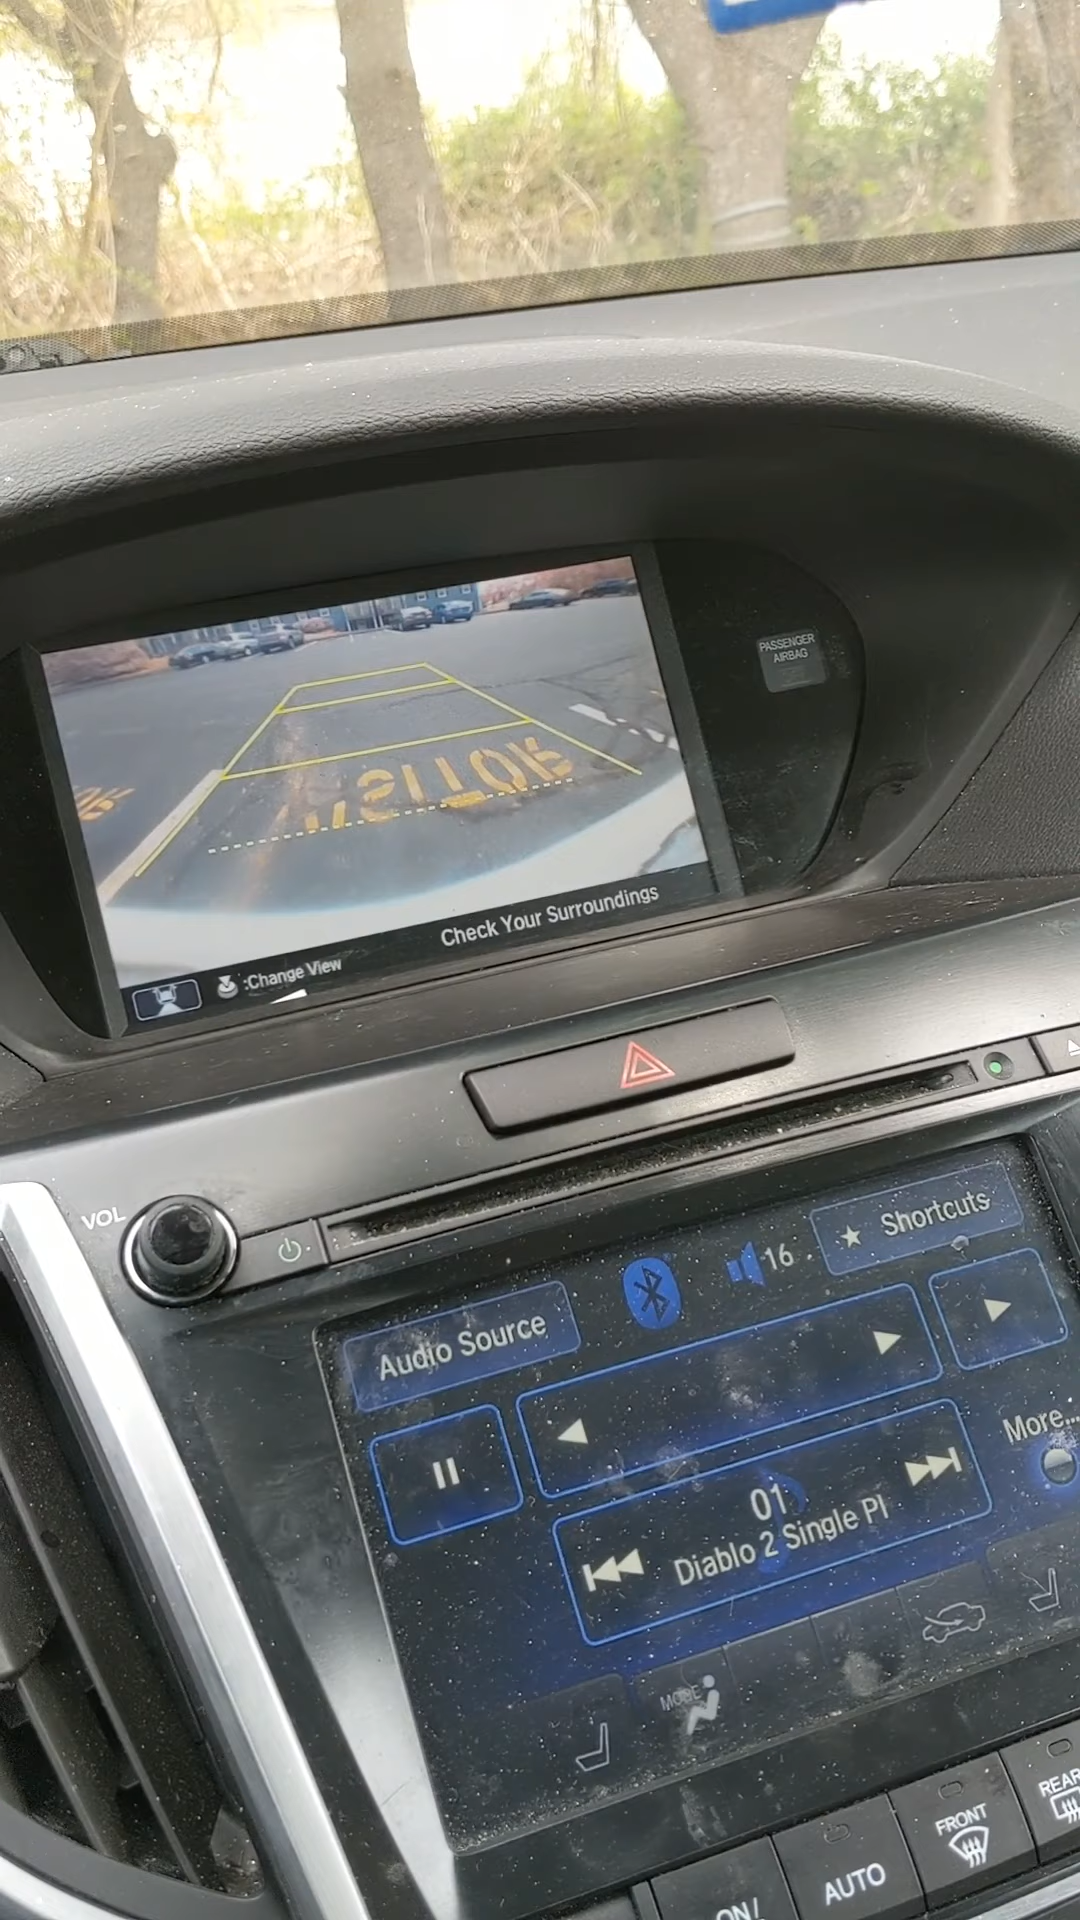 PASSENGER
AIRBAG
VISITOR
Check Your Surroundings
:Change View
VOL
Shortcuts
16
Audio Source
More...
01
Diablo 2 Single Pl
MODE
REAR
FRONT
AUTO
ON/